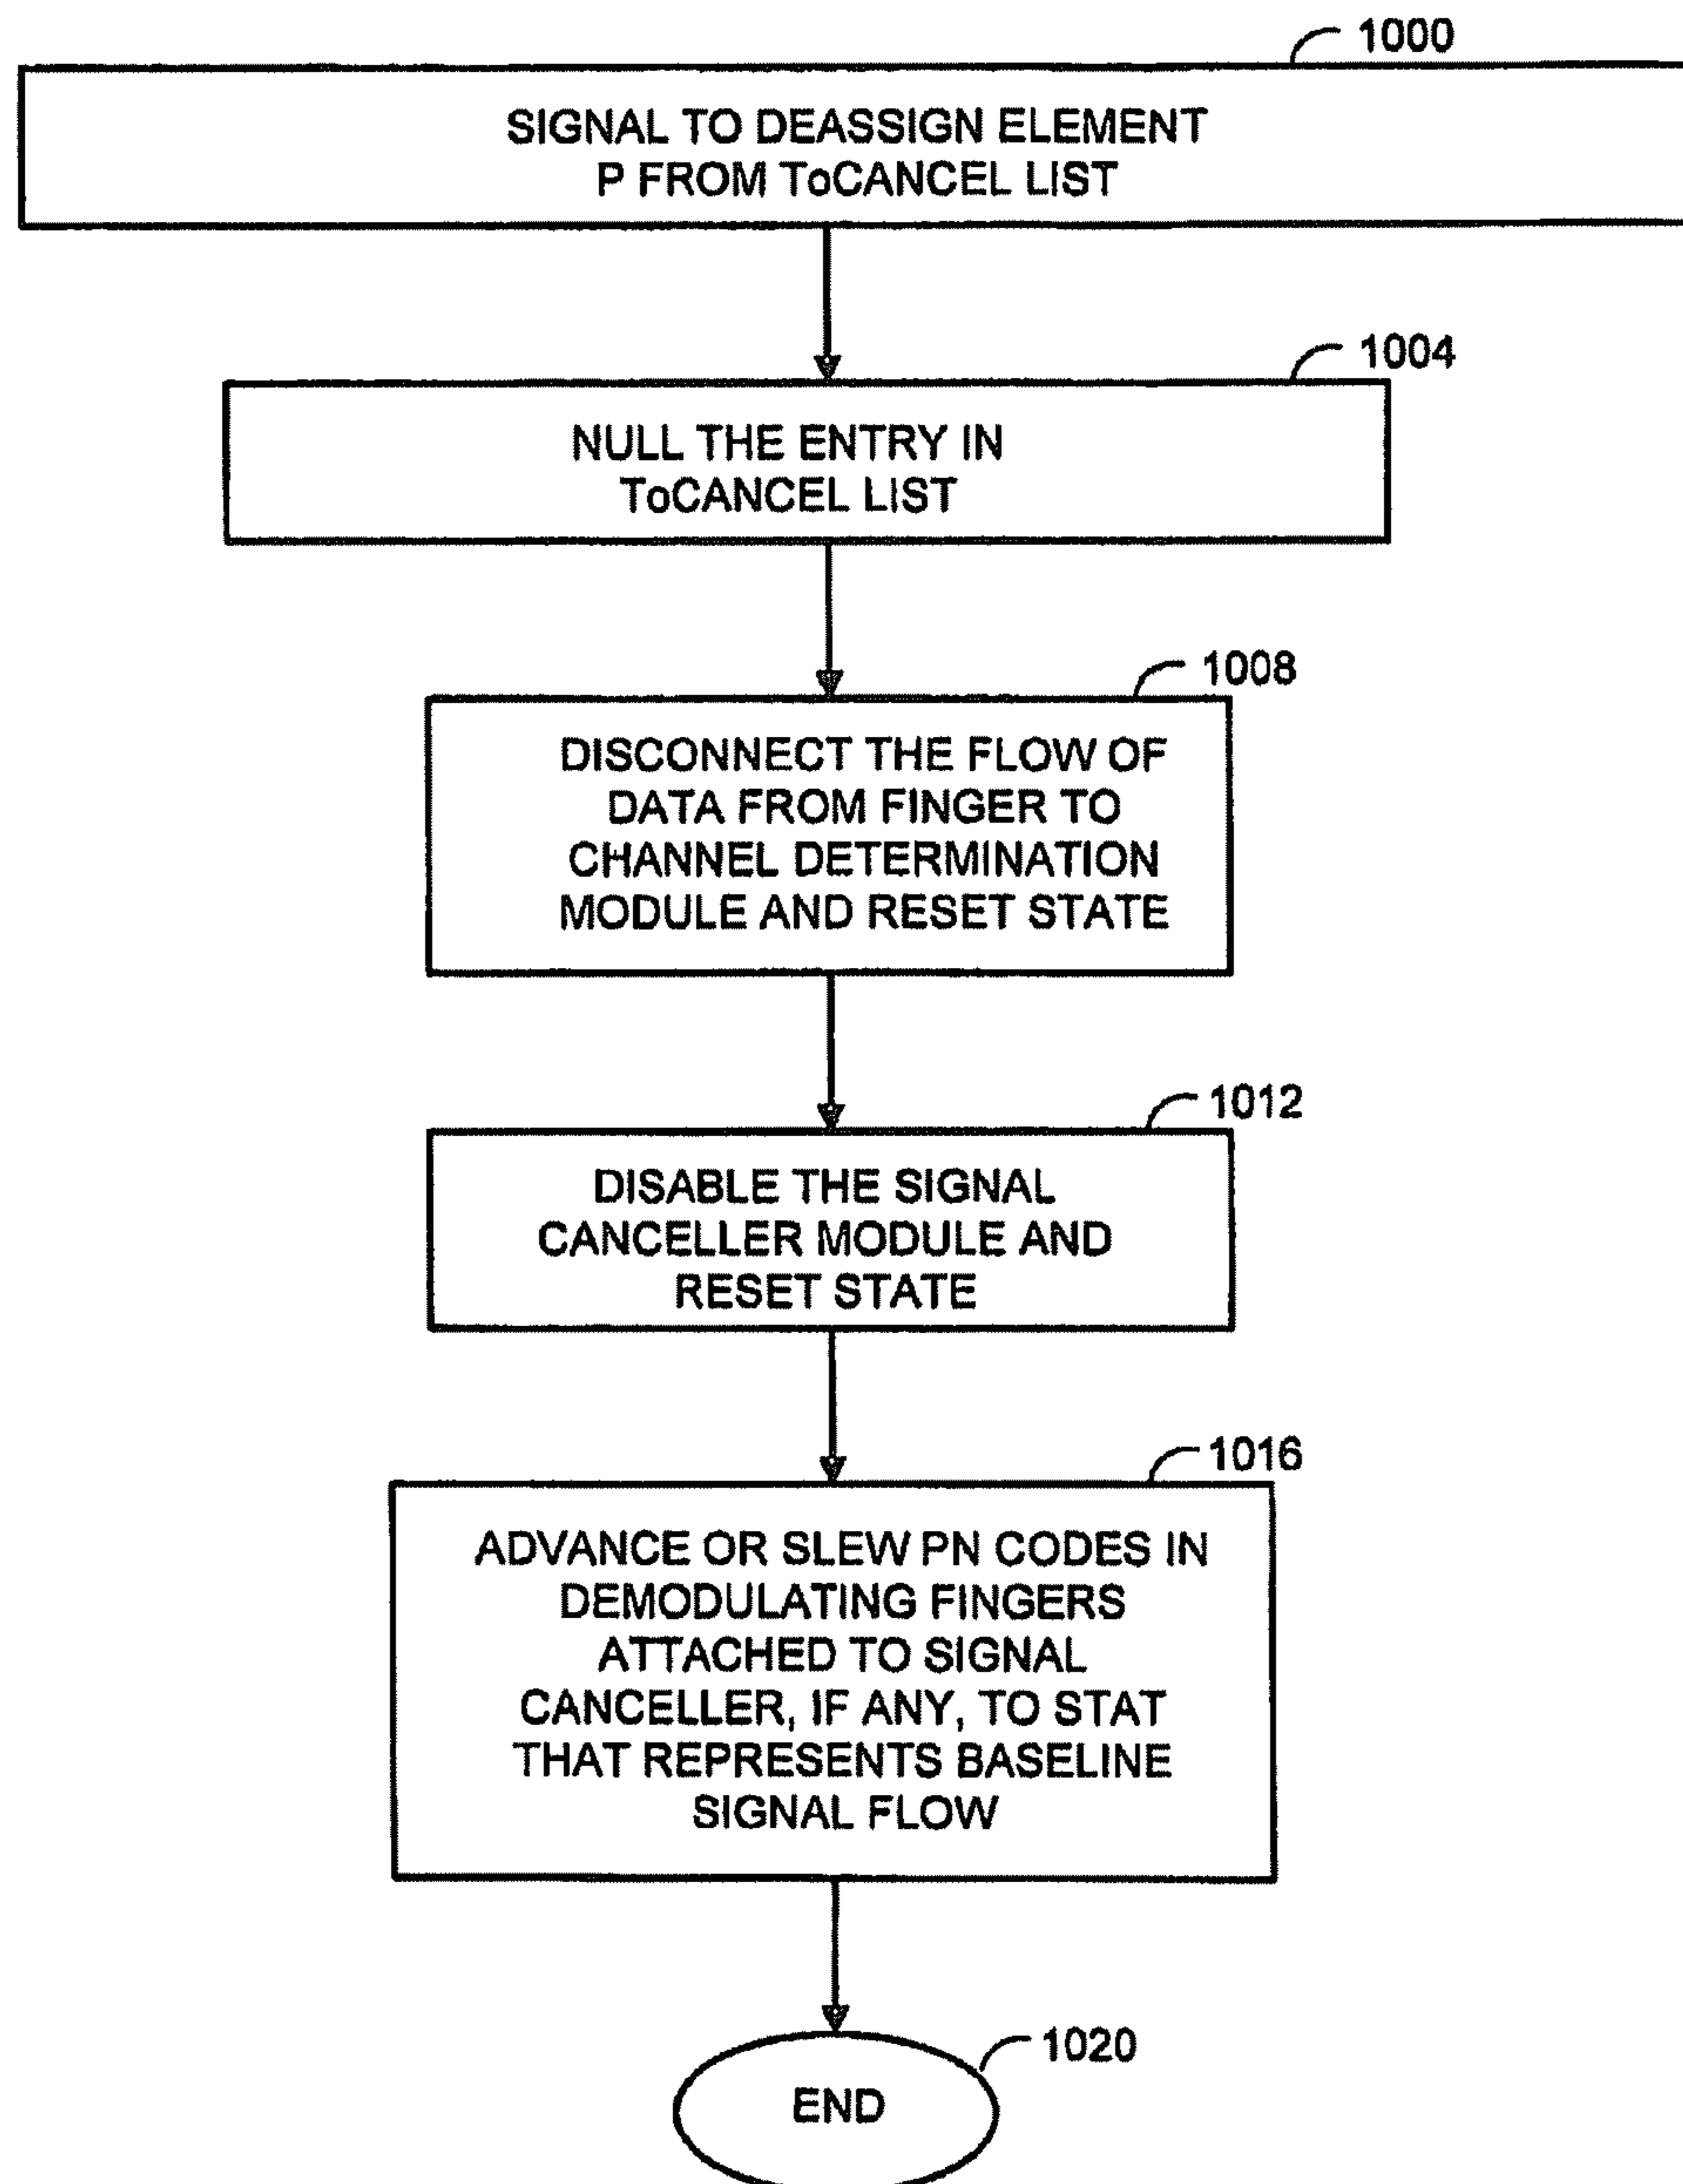 1000
SIGNAL TO DEASSIGN ELEMENT
P FROM ToCANCEL LIST
1004
NULL THE ENTRY IN
ToCANCEL LIST
1008
DISCONNECT THE FLOW OF
DATA FROM FINGER TO
CHANNEL DETERMINATION
MODULE AND RESET STATE
1012
DISABLE THE SIGNAL
CANCELLER MODULE AND
RESET STATE
1016
ADVANCE OR SLEW PN CODES IN
DEMODULATING FINGERS
ATTACHED TO SIGNAL
CANCELLER, IF ANY, TO STAT
THAT REPRESENTS BASELINE
SIGNAL FLOW
1020
END